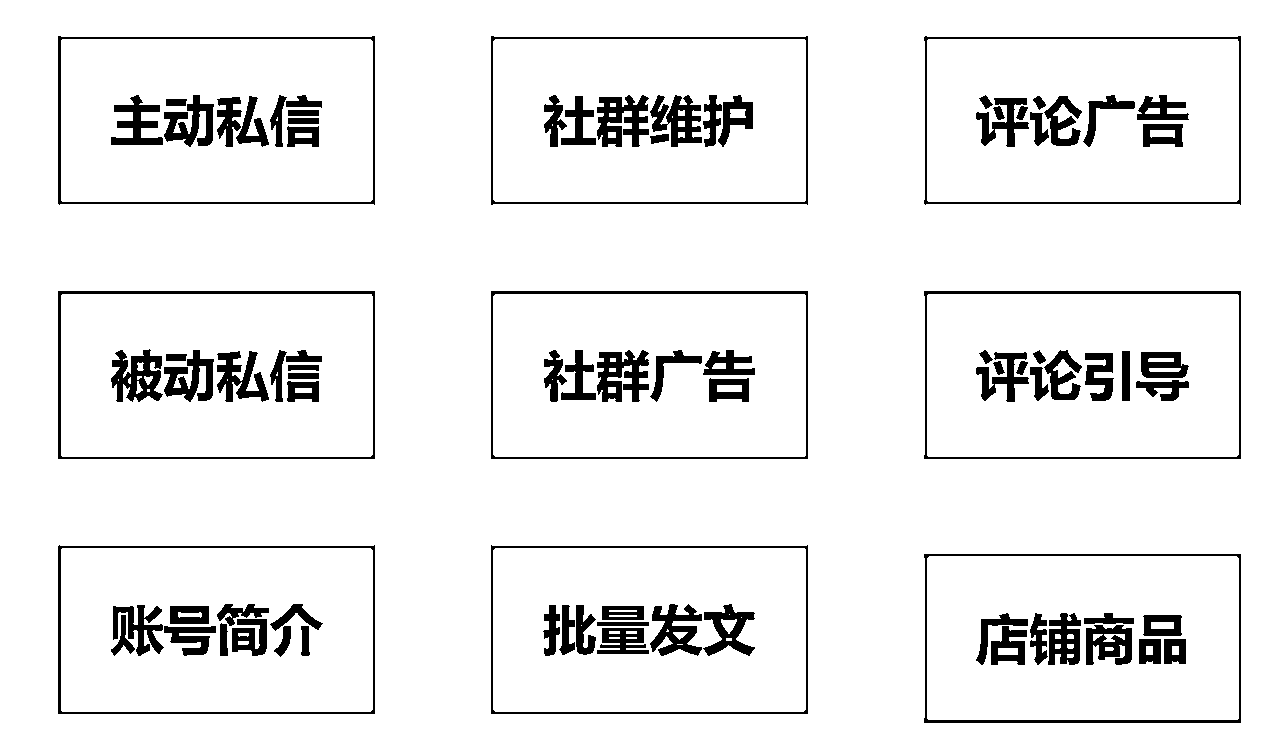 主动私信
社群维护
评论广告
被动私信
社群广告
评论引导
账号简介
批量发文
店铺商品